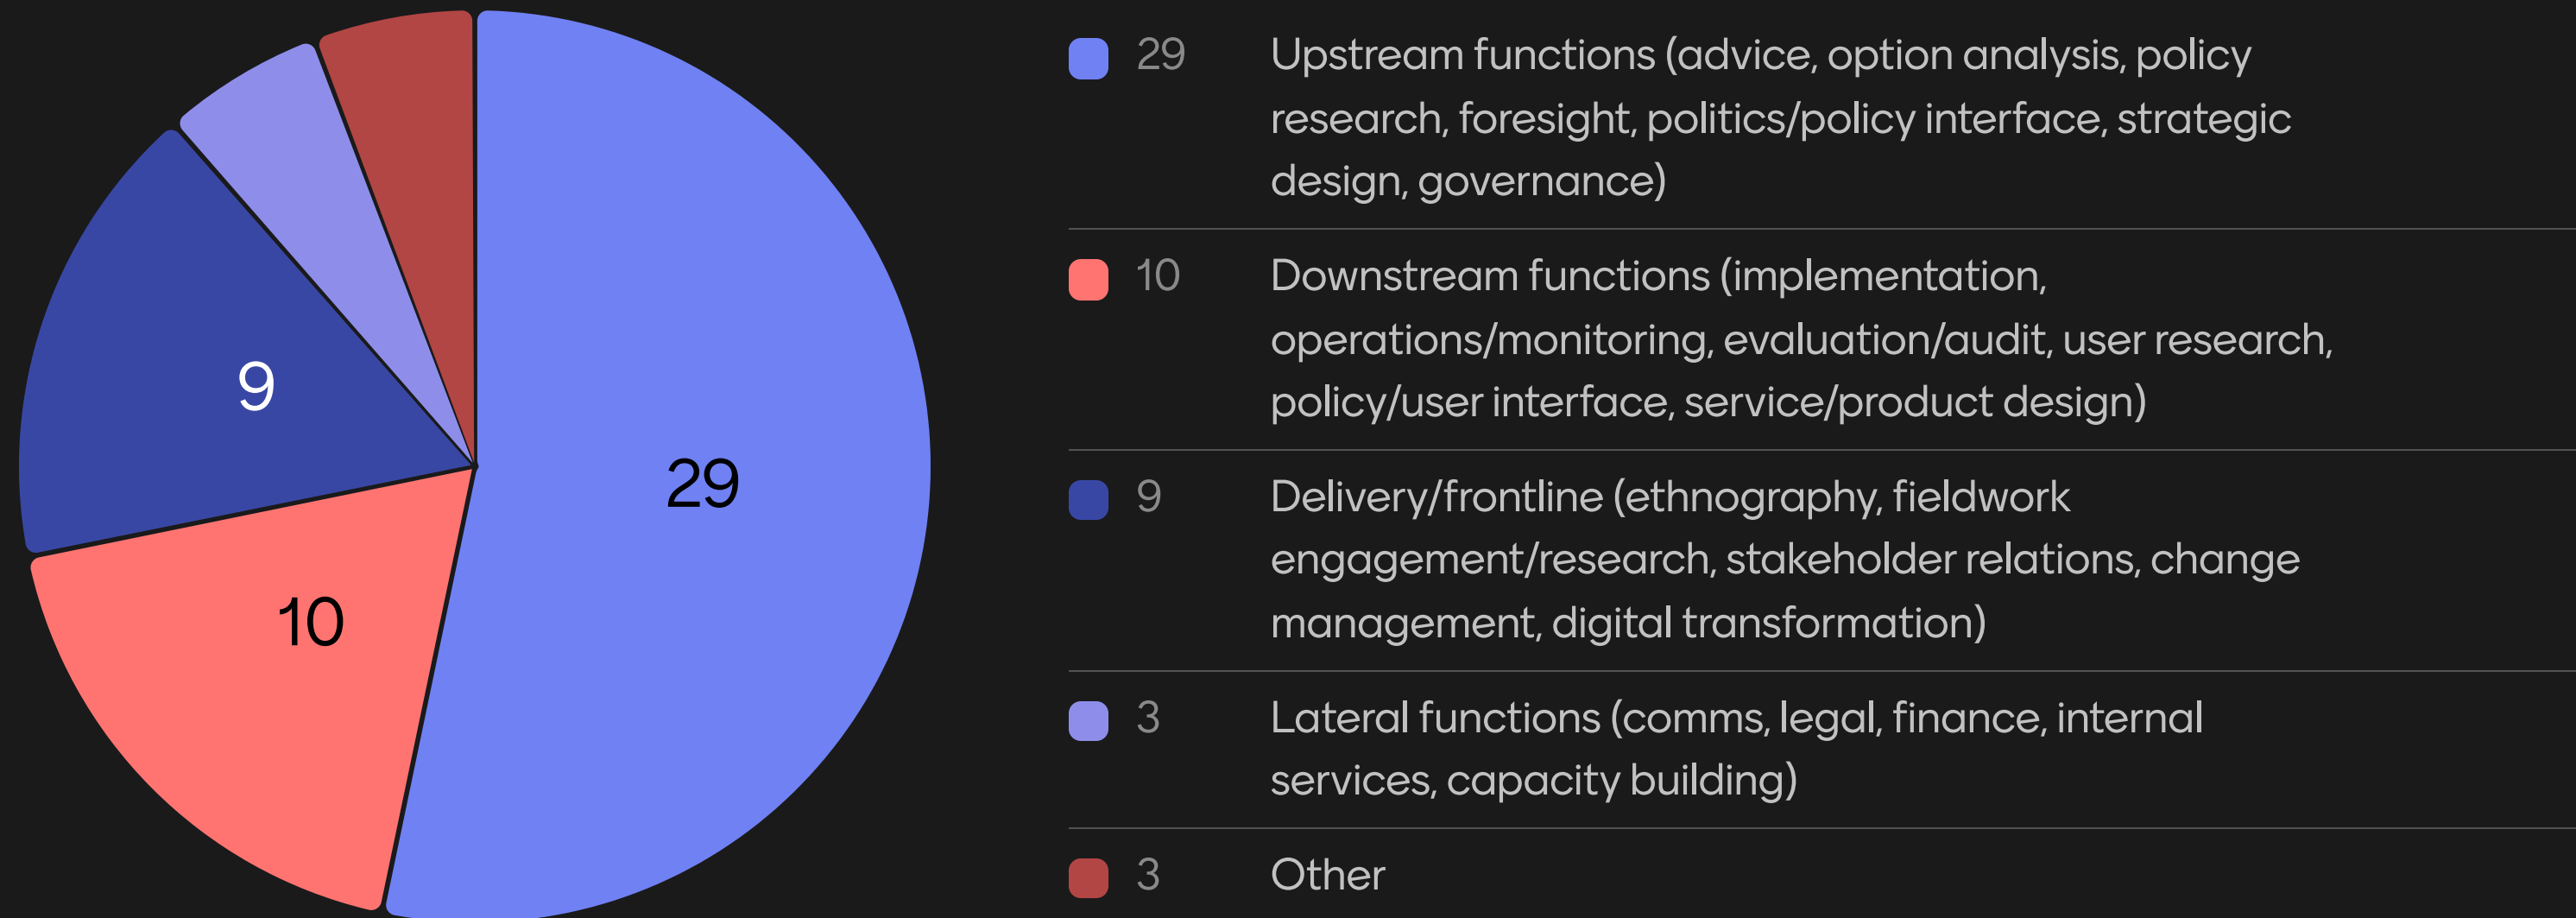 29
10
9
29 Upstream functions (advice, option analysis, policy
research, foresight, politics/policy interface, strategic
design, governance)
10 Downstream functions (implementation,
operations/monitoring, evaluation/audit, user research,
policy/user interface, service/product design)
9 Delivery/frontline (ethnography, fieldwork
engagement/research, stakeholder relations, change
management, digital transformation)
3 Lateral functions (comms, legal, finance, internal
services, capacity building)
3 Other